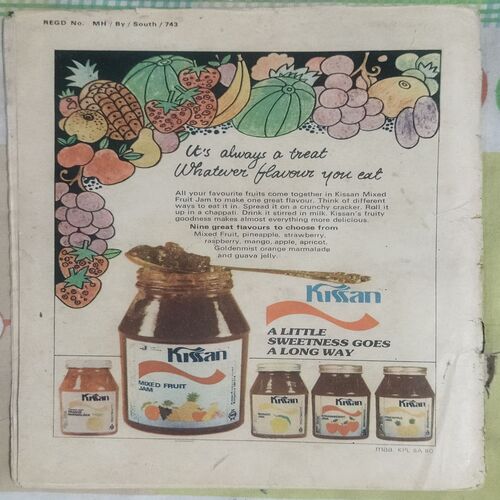 REGD No. MH / By / South / 743
It's always a treat
Whatever flavour you eat
All your favourite fruits come together in Kissan Mixed
Fruit Jam to make one great flavour. Think of different
ways to eat it in. Spread it on a crunchy cracker. Roll it
up in a chappati. Drink it stirred in milk. Kissan's fruity
goodness makes almost everything more delicious.
Nine great flavours to choose from
Mixed Fruit, pineapple, strawberry,
raspberry, mango, apple, apricot.
Goldenmist orange marmalade
and guava jelly.
Kissan
A LITTLE
SWEETNESS GOES
A LONG WAY
Kissan
MIXED FRUIT
JAM
Kissan
Kissan
Kissan
Kissan
maa. KPL 8A 80